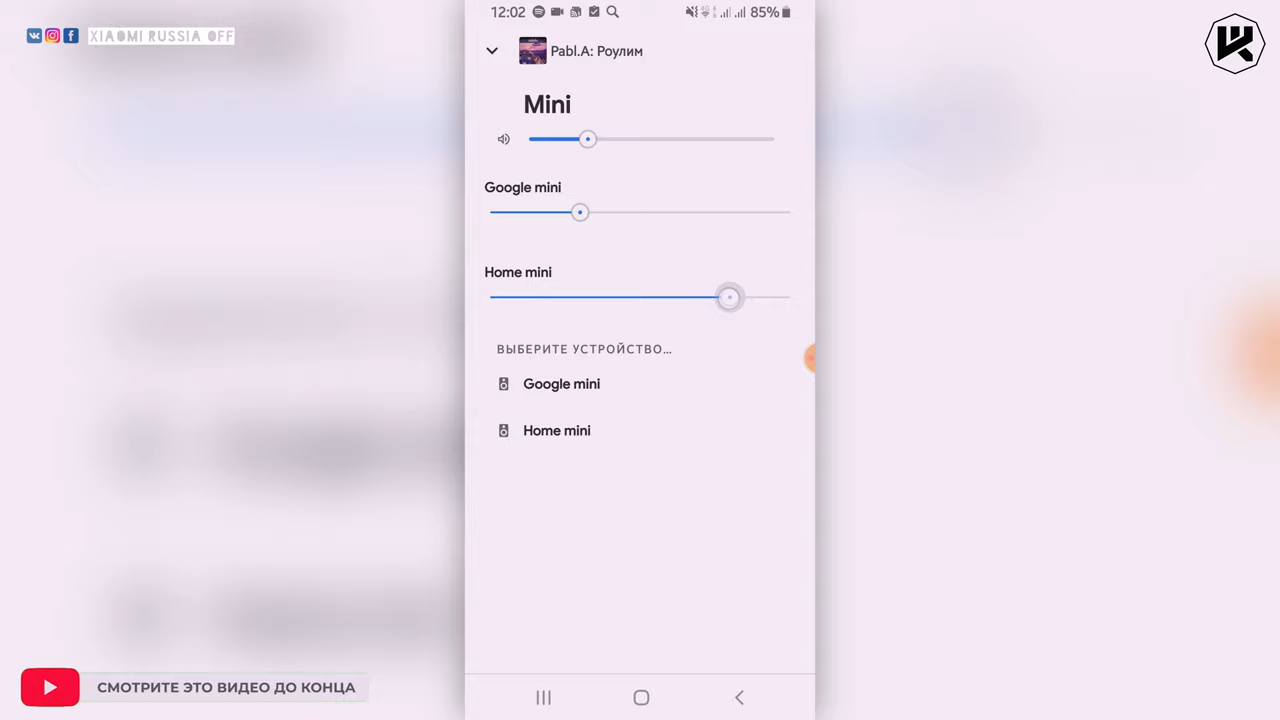 XIAOMI RUSSIA OFF
12:02
85%
Pabl.A: Роулим
Mini
Google mini
Home mini
ВЫБЕРИТЕ УСТРОЙСТВО...
Google mini
Home mini
СМОТРИТЕ ЭТО ВИДЕО ДО КОНЦА